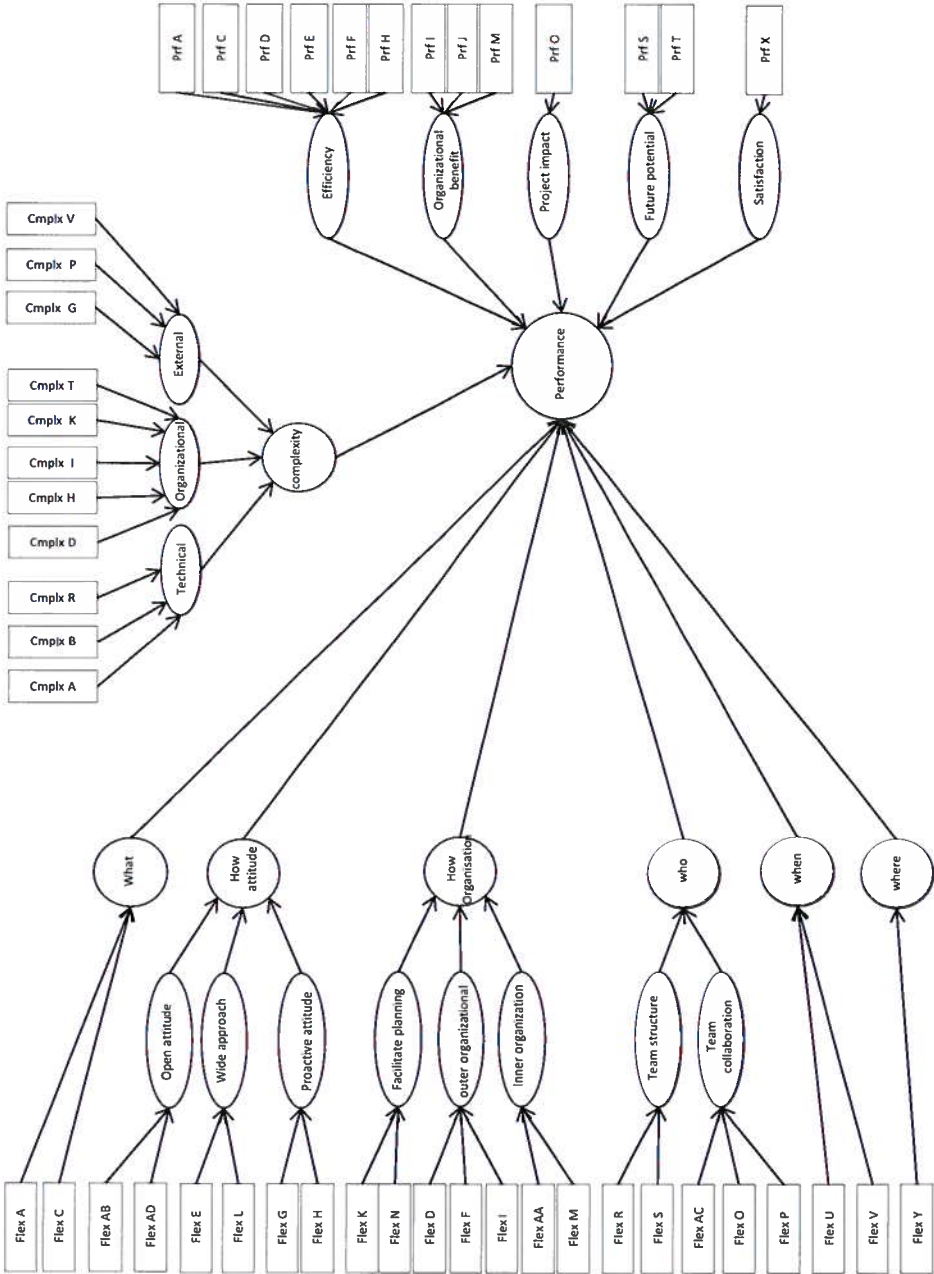 Prf A
Prf C
Prf D
Prf E
Prf F
Prf H
Prf I
Prf J
Prf M
Prf O
Prf S
Prf T
Prf X
Efficiency
Organizational
benefit
Project impact
Future potential
Satisfaction
Cmplx V
Cmplx P
Cmplx G
Cmplx T
Cmplx K
Cmplx I
Cmplx H
Cmplx D
Cmplx R
Cmplx B
Cmplx A
External
Organizational
Technical
complexity
Performance
What
How
attitude
How
Organisation
who
when
where
Open attitude
Wide approach
Proactive attitude
Facilitate planning
outer organizational
Inner organization
Team structure
Team
collaboration
Flex A
Flex C
Flex AB
Flex AD
Flex E
Flex L
Flex G
Flex H
Flex K
Flex N
Flex D
Flex F
Flex I
Flex AA
Flex M
Flex R
Flex S
Flex AC
Flex O
Flex P
Flex U
Flex V
Flex Y